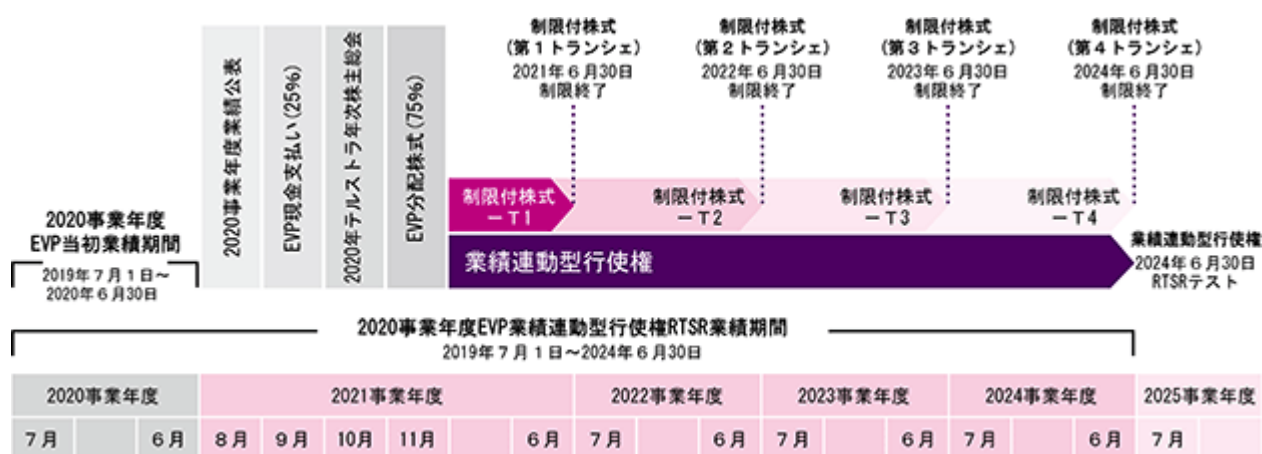 制限付株式
(第1トランシェ)
2021年6月30日
制限終了
制限付株式
(第2トランシェ)
2022年6月30日
制限終了
制限付株式
(第3トランシェ)
2023年6月30日
制限終了
制限付株式
(第4トランシェ)
2024年6月30日
制限終了
2020事業年度業績公表
EVP現金支払い(25%)
2020年テルストラ年次株主総会
EVP分配株式(75%)
制限付株式
－T1
制限付株式
－T2
制限付株式
－T3
制限付株式
－T4
2020事業年度
EVP当初業績期間
2019年7月1日～
2020年6月30日
業績連動型行使権
業績連動型行使権
2024年6月30日
RTSRテスト
2020事業年度EVP業績連動型行使権RTSR業績期間
2019年7月1日～2024年6月30日
2020事業年度 2021事業年度 2022事業年度 2023事業年度 2024事業年度 2025事業年度
7月 6月 8月 9月 10月 11月 6月 7月 6月 7月 6月 7月 6月 7月